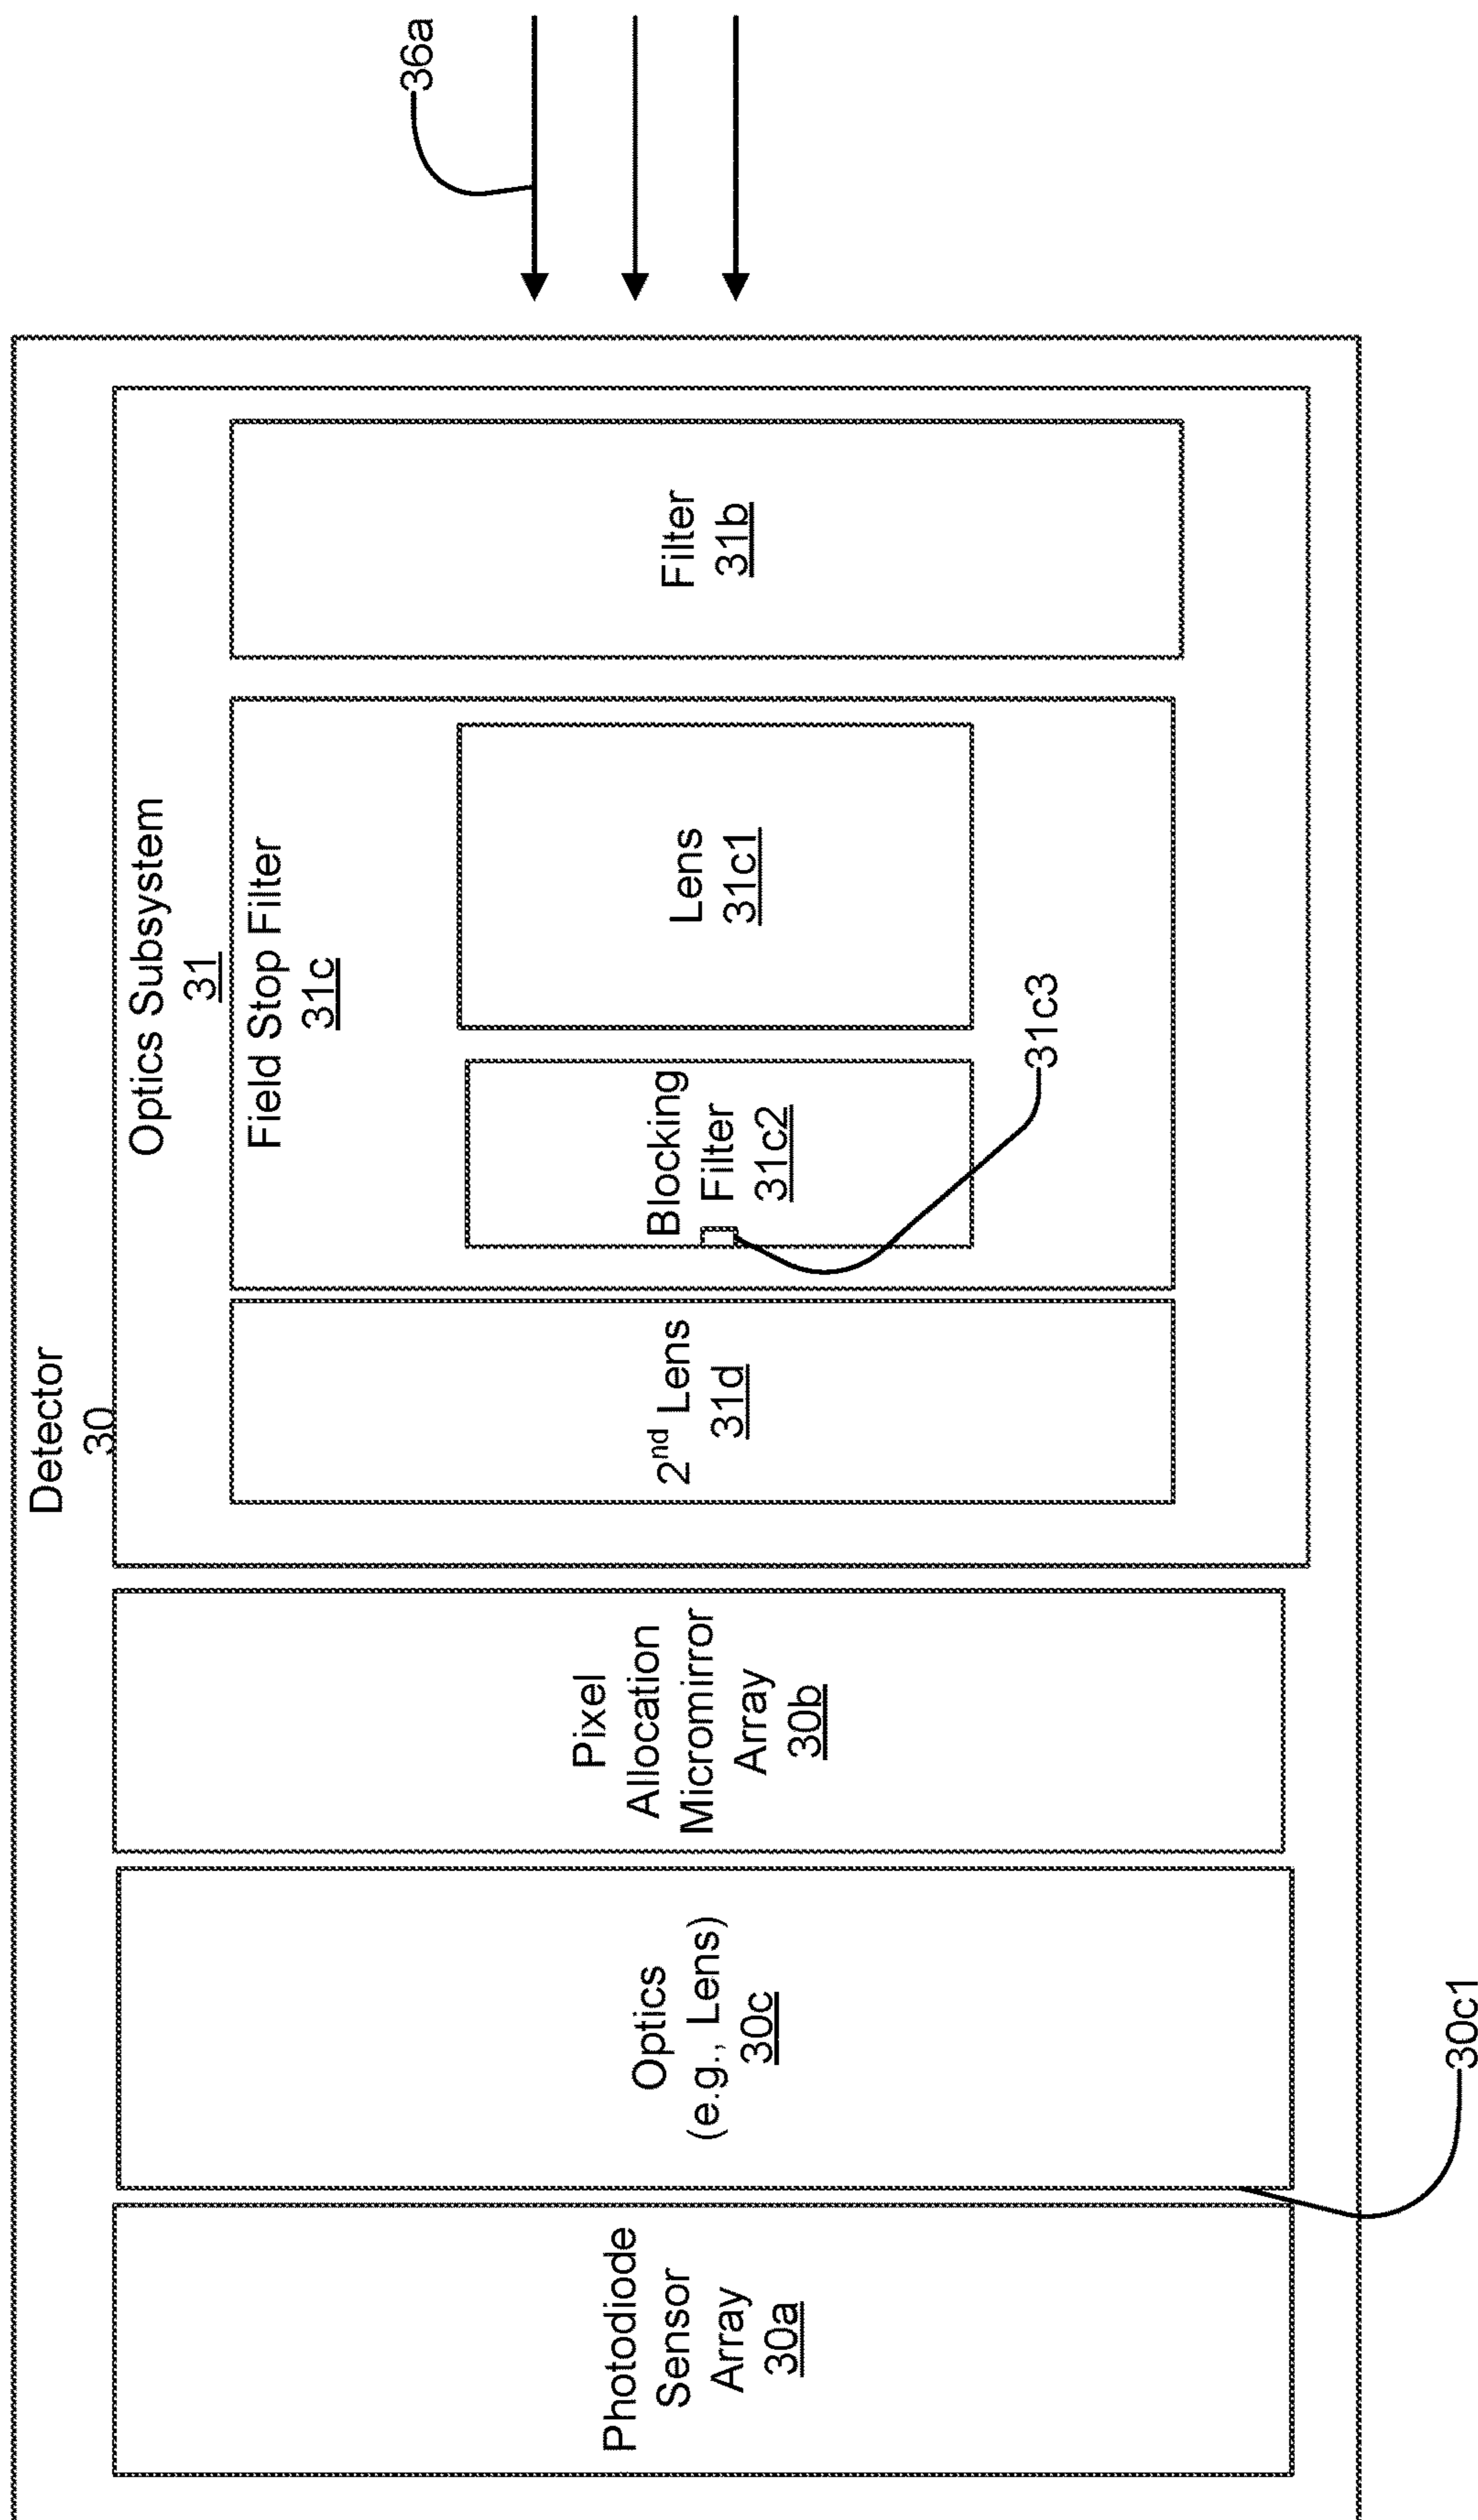 Detector
30
Optics Subsystem
31
Field Stop Filter
31c
Photodiode
Sensor
Array
30a
Optics
(e.g., Lens)
30c
30c1
Pixel
Allocation
Micromirror
Array
30b
2nd Lens
31d
Blocking
Filter
31c2
31c3
Lens
31c1
Filter
31b
36a